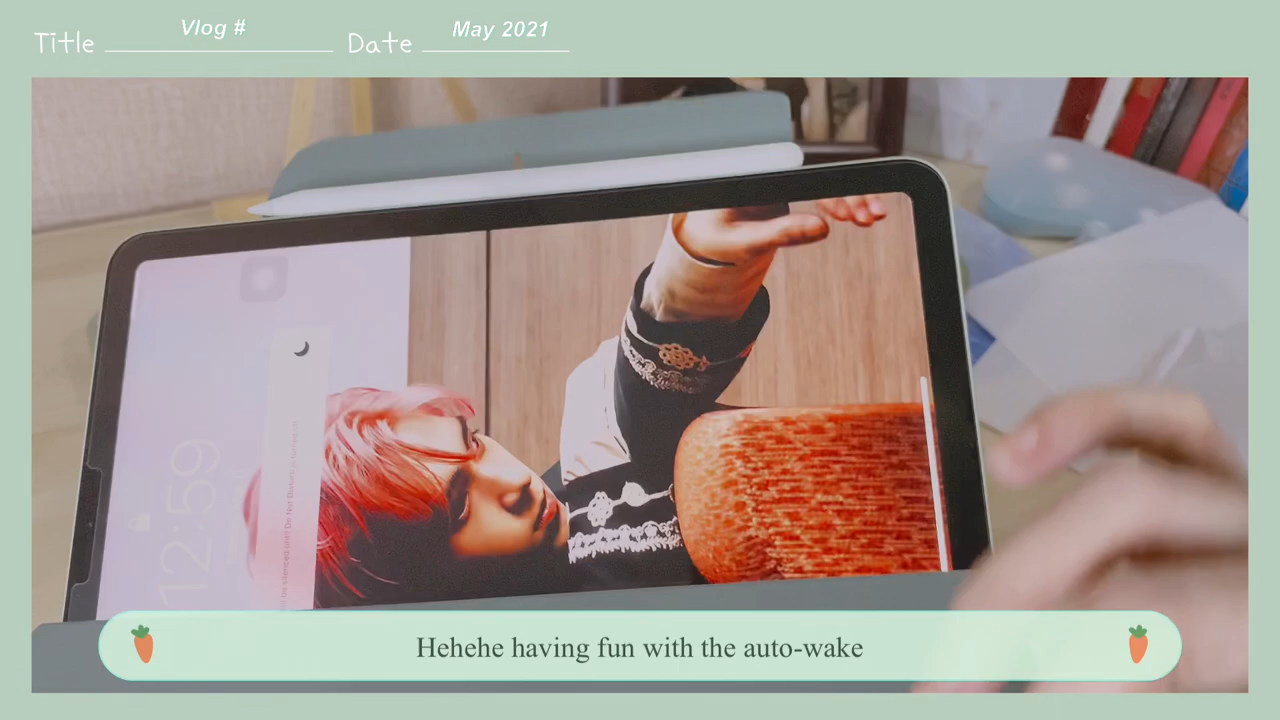 Title Vlog # Date May 2021
12:59
Hehehe having fun with the auto-wake